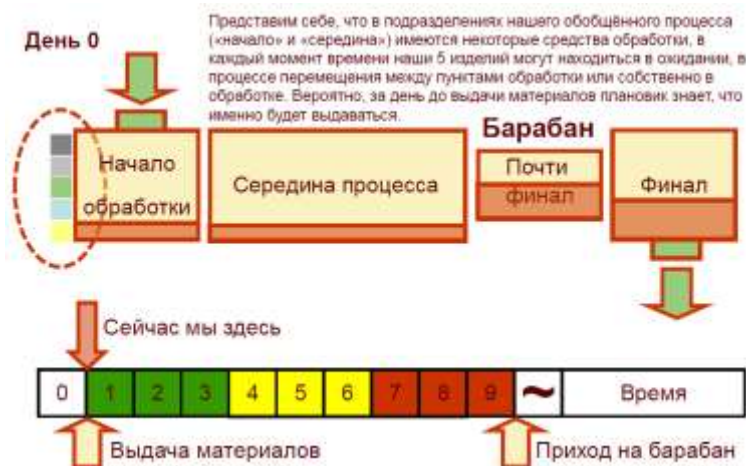 День 0
Представим себе, что в подразделениях нашего обобщённого процесса
(«начало» и «середина») имеются некоторые средства обработки, в
каждый момент времени наши 5 изделий могут находиться в ожидании, в
процессе перемещения между пунктами обработки или собственно в
обработке. Вероятно, за день до выдачи материалов плановик знает, что
именно будет выдаваться.
Барабан
Начало
обработки
Середина процесса
Почти
финал
Финал
Сейчас мы здесь
0 1 2 3 4 5 6 7 8 9 ~ Время
Выдача материалов
Приход на барабан